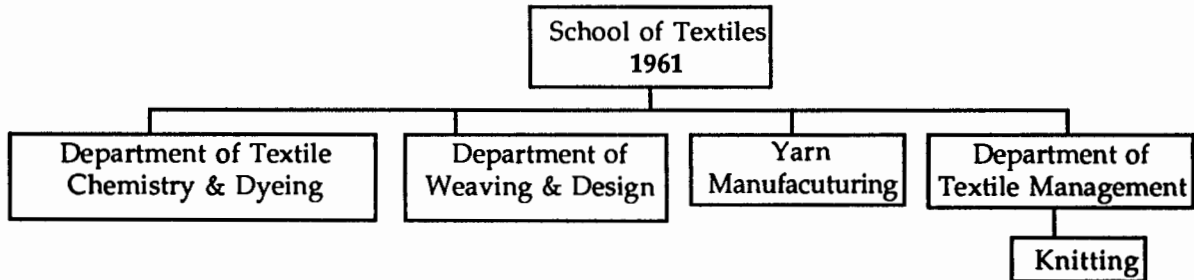 School of Textiles
1961
Department of Textile
Chemistry & Dyeing
Department of
Weaving & Design
Yarn
Manufacuturing
Department of
Textile Management
Knitting